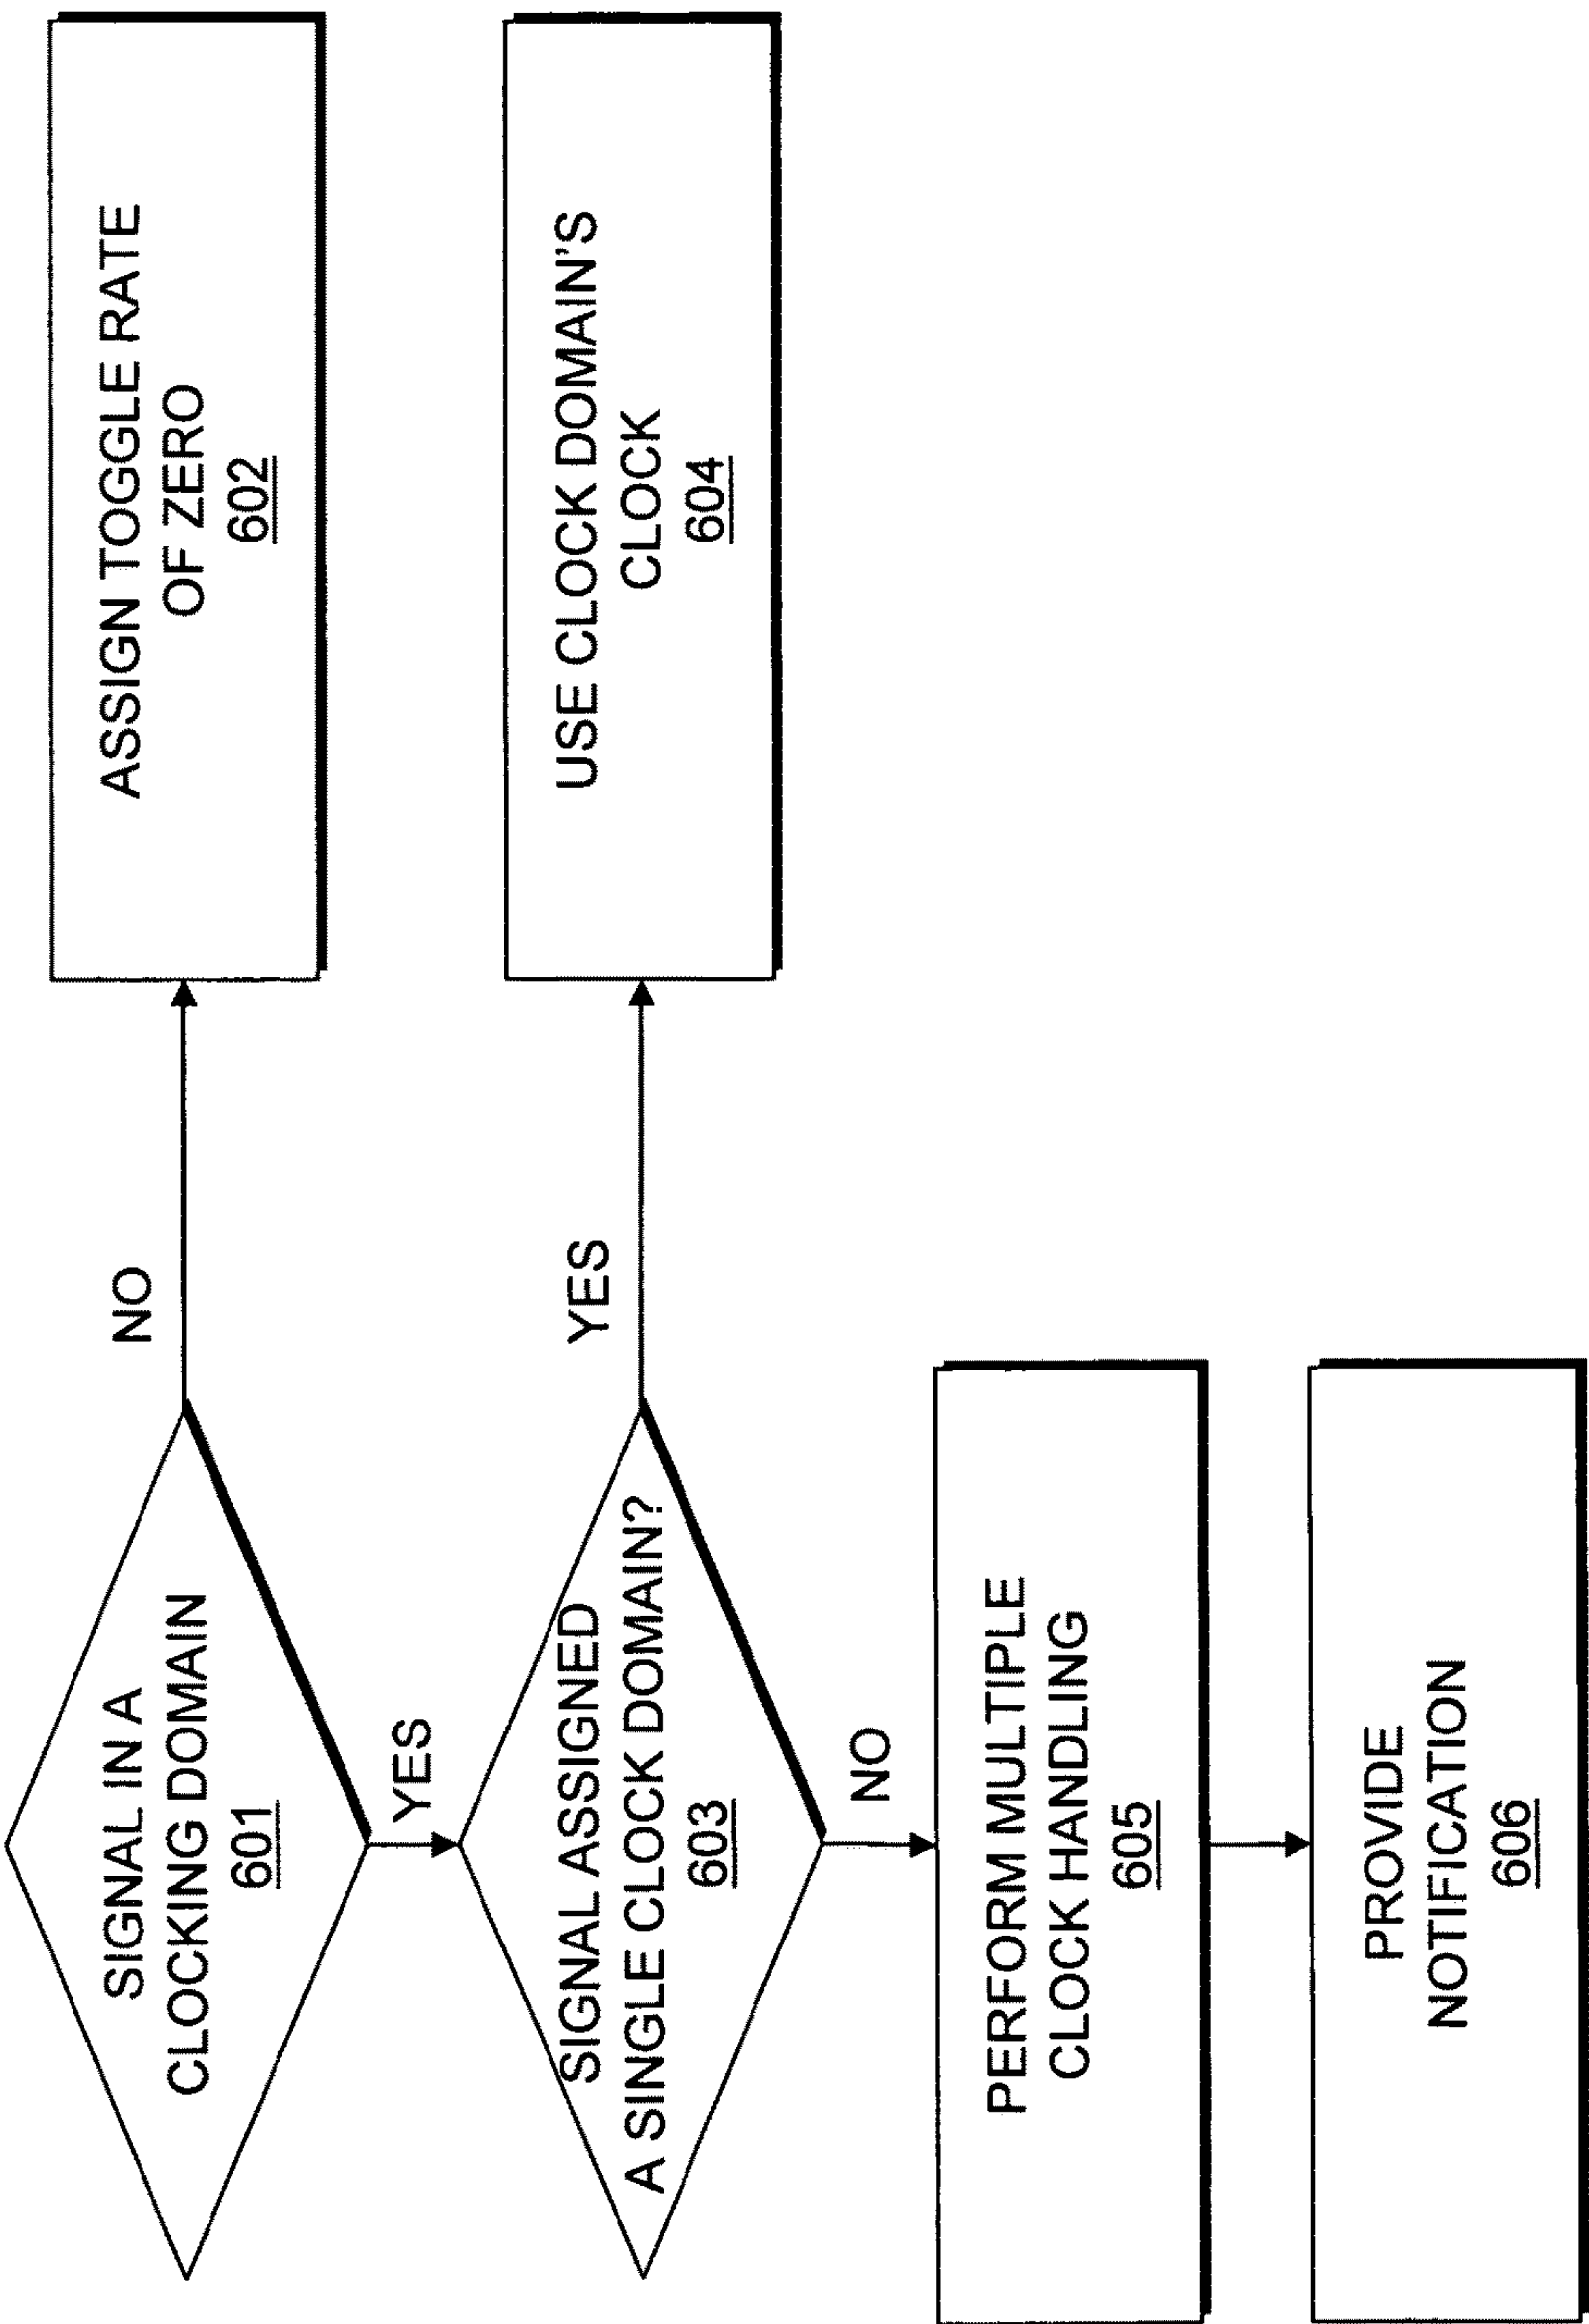 SIGNAL IN A
CLOCKING DOMAIN
601
NO
ASSIGN TOGGLE RATE
OF ZERO
602
YES
SIGNAL ASSIGNED
A SINGLE CLOCK DOMAIN?
603
YES
USE CLOCK DOMAIN'S
CLOCK
604
NO
PERFORM MULTIPLE
CLOCK HANDLING
605
PROVIDE
NOTIFICATION
606